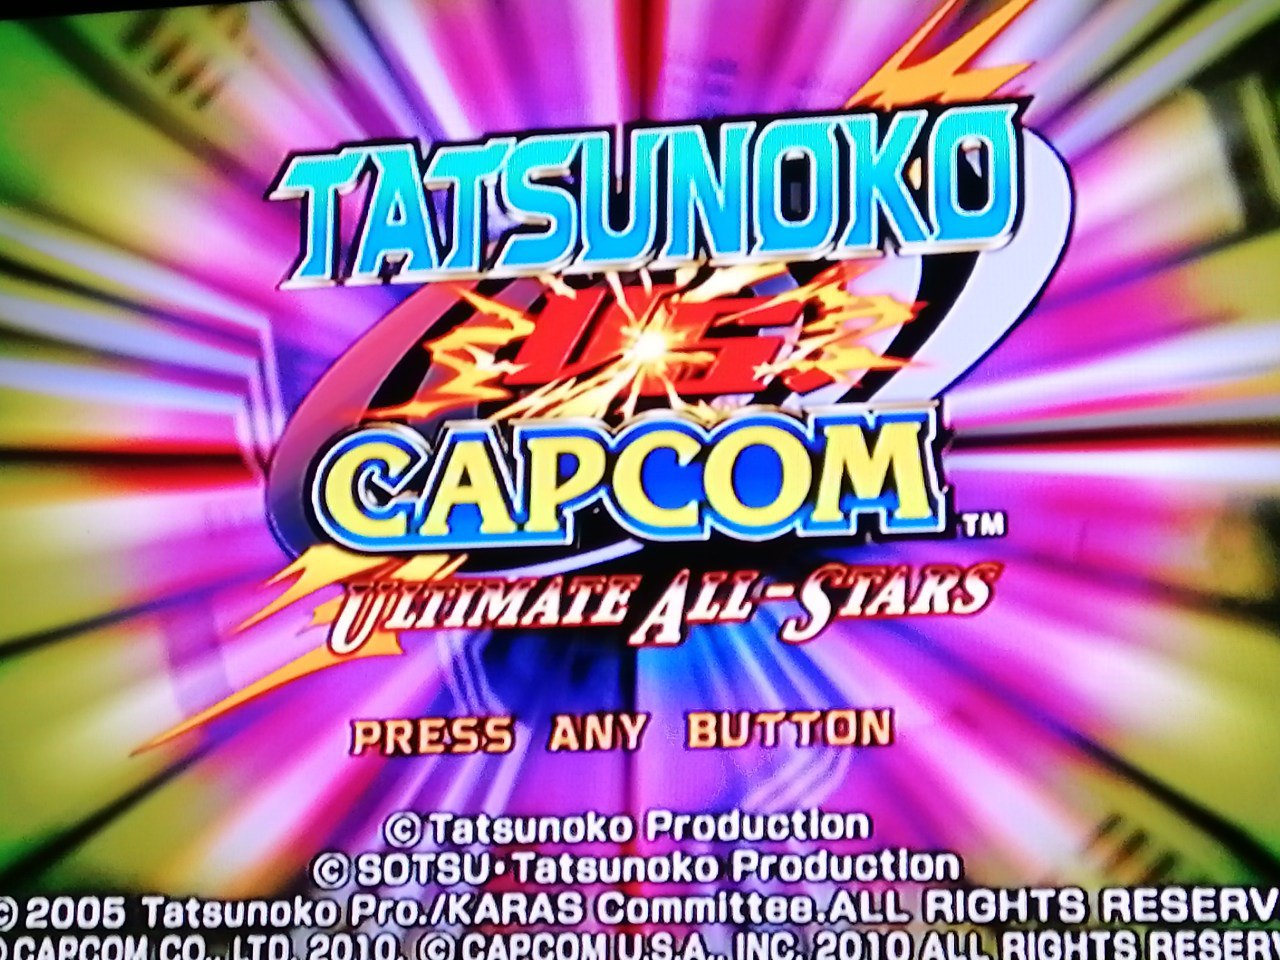 TATSUNOKO
VS.
CAPCOM TM
ULTIMATE ALL-STARS
PRESS ANY BUTTON
©Tatsunoko Production
©SOTSU・Tatsunoko Production
©2005 Tatsunoko Pro./KARAS Committee.ALL RIGHTS RESERV
CAPCOM CO., LTD. 2010, ©CAPCOM U.S.A., INC. 2010 ALL RIGHTS RESERV